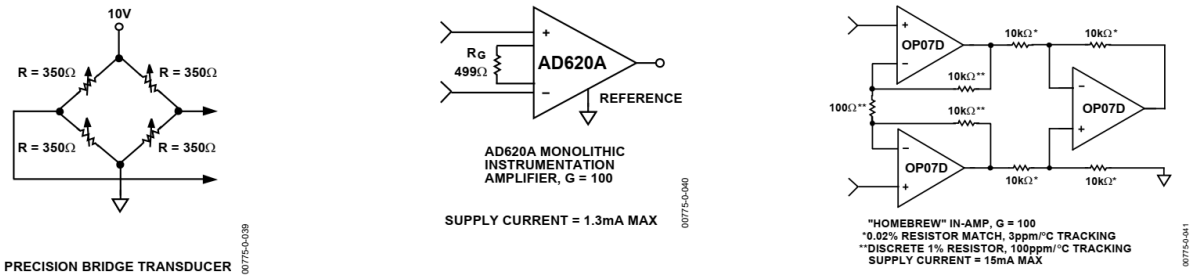 10V
R = 350Ω
R = 350Ω
R = 350Ω
R = 350Ω
PRECISION BRIDGE TRANSDUCER
00775-0-039
+
RG
499Ω
AD620A
–
REFERENCE
AD620A MONOLITHIC
INSTRUMENTATION
AMPLIFIER, G = 100
SUPPLY CURRENT = 1.3mA MAX
00775-0-040
+
OP07D
–
10kΩ*
10kΩ*
10kΩ**
100Ω**
10kΩ**
–
OP07D
+
–
OP07D
+
10kΩ*
10kΩ*
"HOMEBREW" IN-AMP, G = 100
*0.02% RESISTOR MATCH, 3ppm/°C TRACKING
**DISCRETE 1% RESISTOR, 100ppm/°C TRACKING
SUPPLY CURRENT = 15mA MAX
00775-0-041